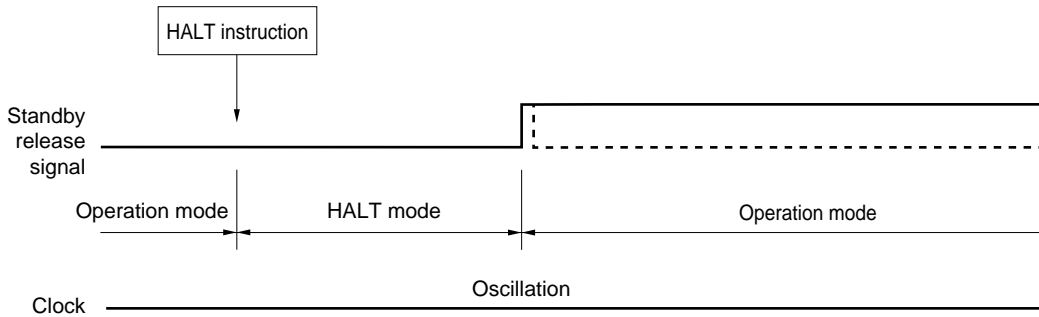 HALT instruction
Standby
release
signal
Operation mode
HALT mode
Operation mode
Oscillation
Clock